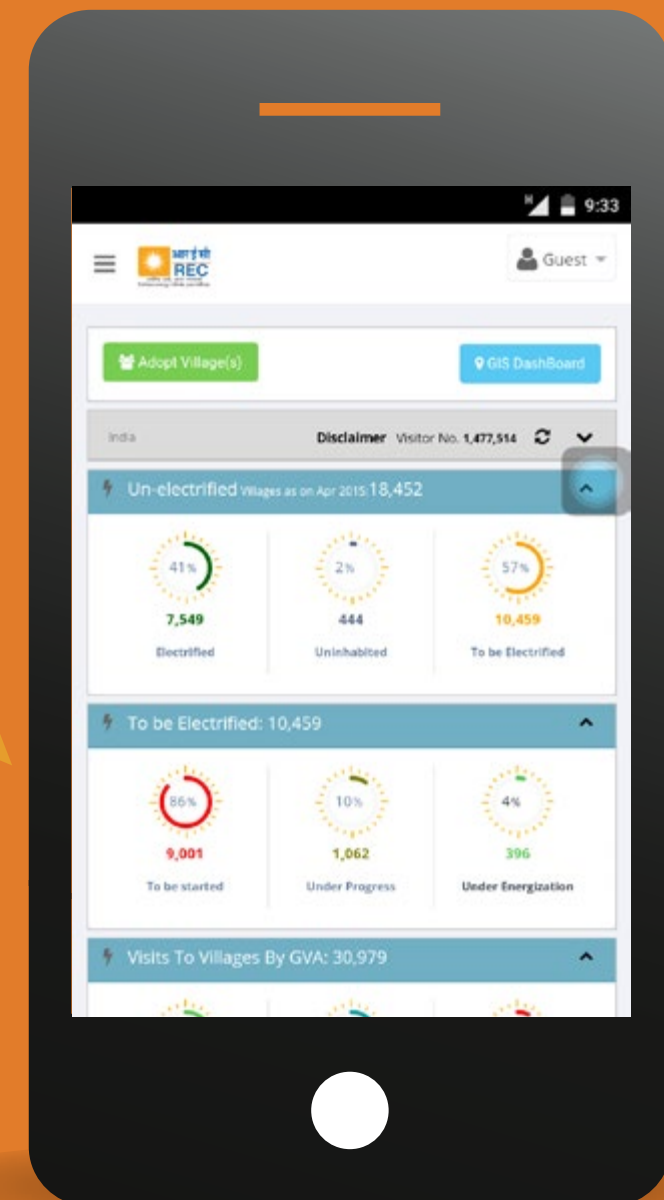 H 9:33
आर ई सी
REC
Guest
Adopt Village(s)
GIS DashBoard
India Disclaimer Visitor No. 1,477,514
Un-electrified Villages as on Apr 2015:18,452
41% 2% 57%
7,549 444 10,459
Electrified Uninhabited To be Electrified
To be Electrified: 10,459
86% 10% 4%
9,001 1,062 396
To be started Under Progress Under Energization
Visits To Villages By GVA: 30,979